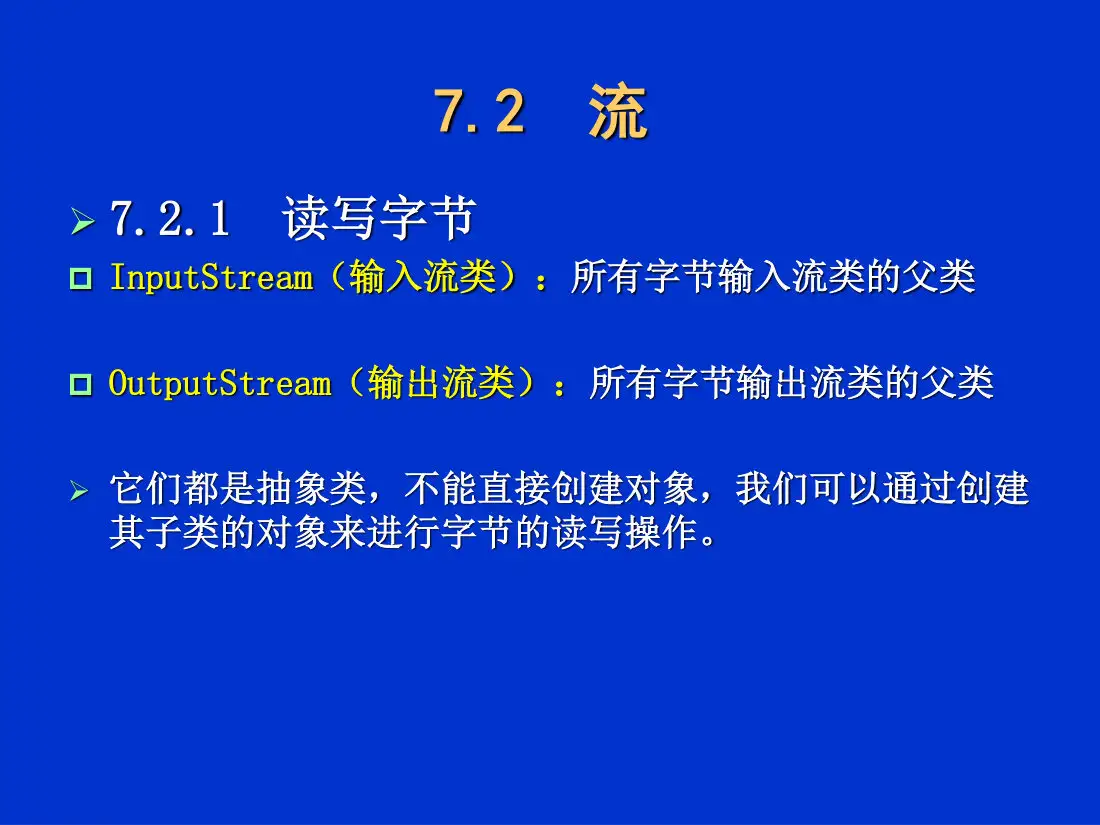 7.2　流
7.2.1　读写字节
InputStream（输入流类）：所有字节输入流类的父类
OutputStream（输出流类）：所有字节输出流类的父类
它们都是抽象类，不能直接创建对象，我们可以通过创建
其子类的对象来进行字节的读写操作。